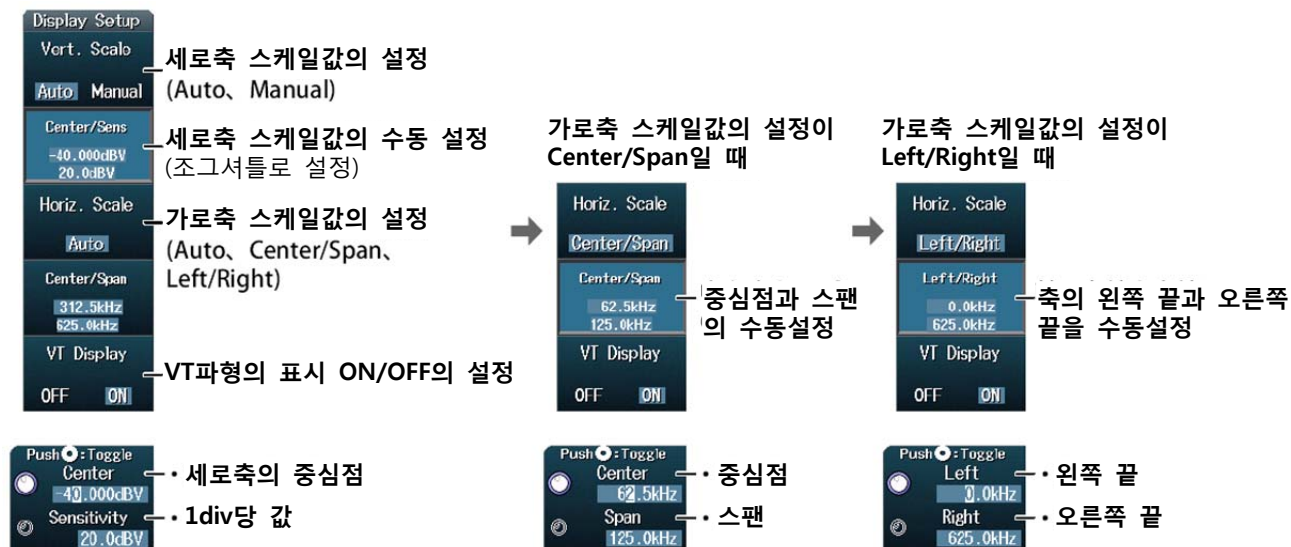 Display Setup
Vert. Scale
Auto Manual
세로축 스케일값의 설정
(Auto、Manual)
Center/Sens
-40.000dBV
20.0dBV
세로축 스케일값의 수동 설정
(조그셔틀로 설정)
Horiz. Scale
Auto
가로축 스케일값의 설정
(Auto、Center/Span、
Left/Right)
Center/Span
312.5kHz
625.0kHz
VT Display
OFF ON
VT파형의 표시 ON/OFF의 설정
Push :Toggle
Center
-40.000dBV
Sensitivity
20.0dBV
· 세로축의 중심점
· 1div당 값
가로축 스케일값의 설정이
Center/Span일 때
Horiz. Scale
Center/Span
Center/Span
62.5kHz
125.0kHz
중심점과 스팬
의 수동설정
VT Display
OFF ON
Push :Toggle
Center
62.5kHz
Span
125.0kHz
· 중심점
· 스팬
가로축 스케일값의 설정이
Left/Right일 때
Horiz. Scale
Left/Right
Left/Right
0.0kHz
625.0kHz
축의 왼쪽 끝과 오른쪽
끝을 수동설정
VT Display
OFF ON
Push :Toggle
Left
0.0kHz
Right
625.0kHz
· 왼쪽 끝
· 오른쪽 끝